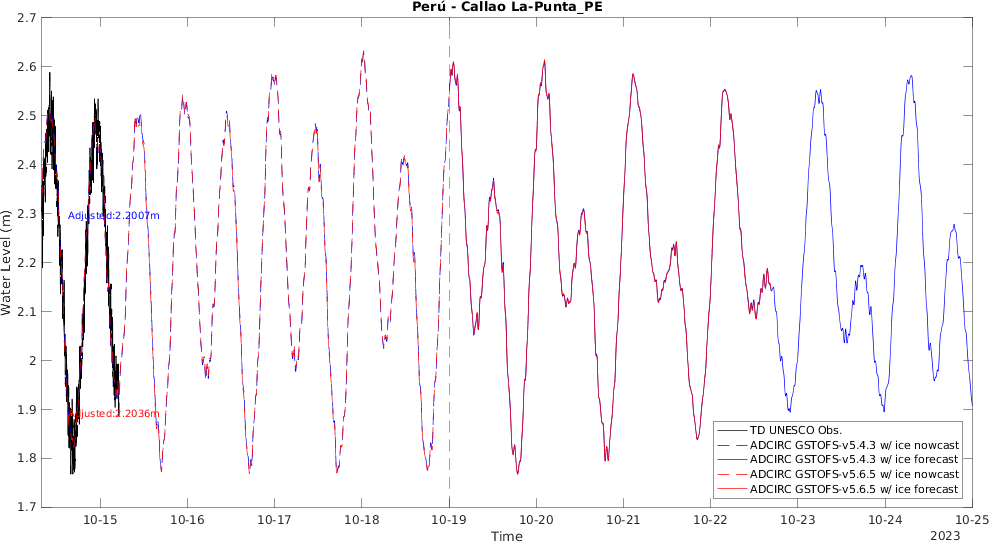 Perú - Callao La-Punta_PE
2.7
2.6
2.5
2.4
2.3
2.2
2.1
2
1.9
1.8
1.7
Water Level (m)
Adjusted:2.2007m
Adjusted:2.2036m
TD UNESCO Obs.
ADCIRC GSTOFS-v5.4.3 w/ ice nowcast
ADCIRC GSTOFS-v5.4.3 w/ ice forecast
ADCIRC GSTOFS-v5.6.5 w/ ice nowcast
ADCIRC GSTOFS-v5.6.5 w/ ice forecast
10-15 10-16 10-17 10-18 10-19 10-20 10-21 10-22 10-23 10-24 10-25
Time
2023